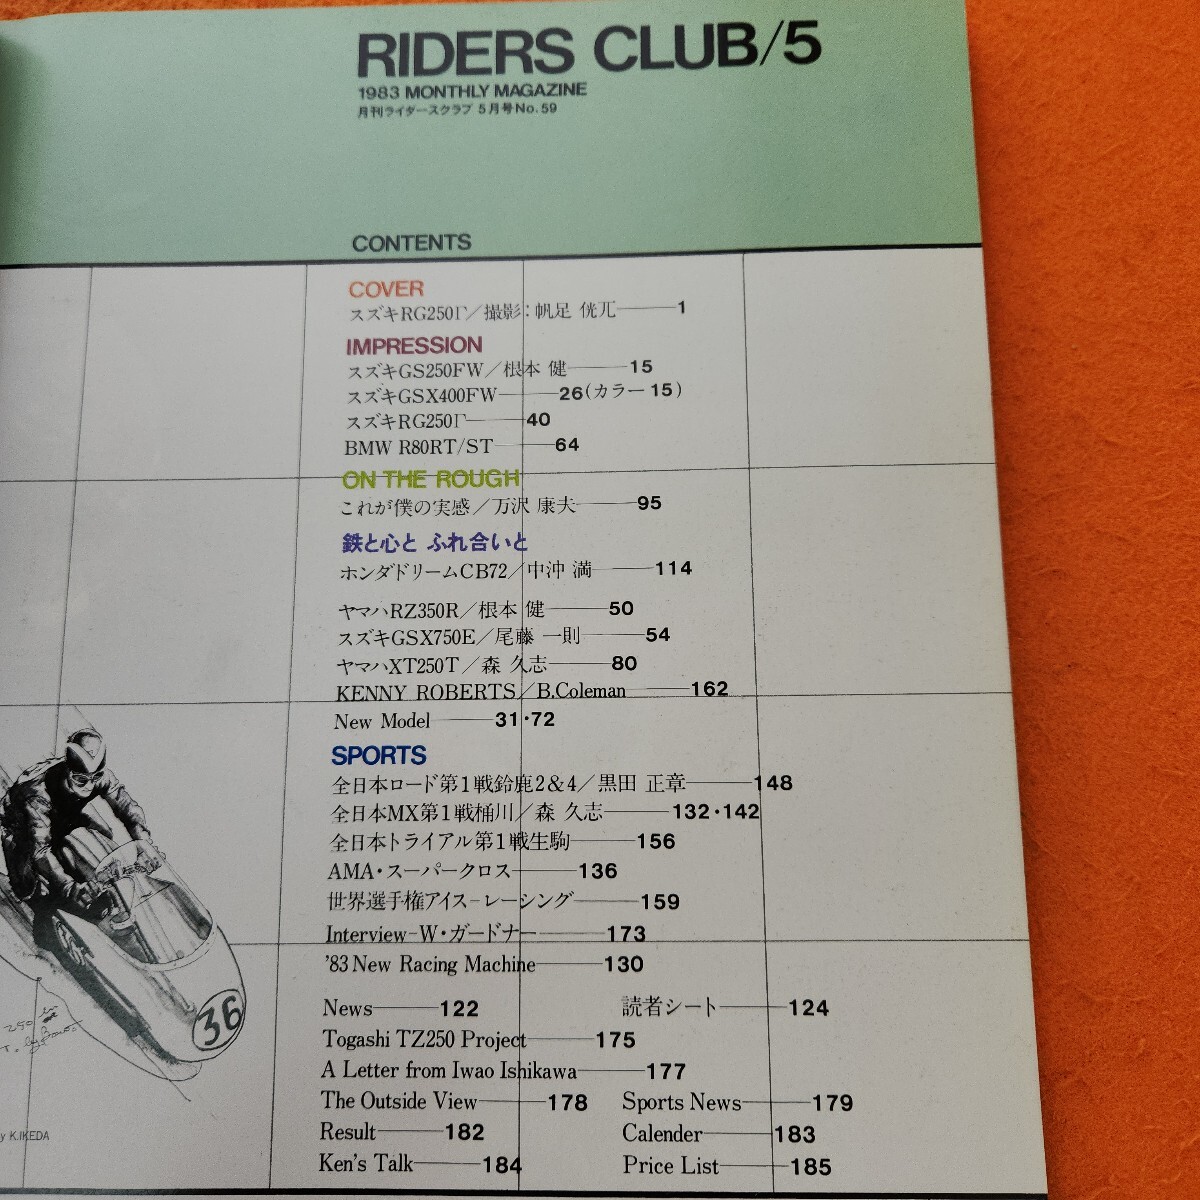 RIDERS CLUB/5
1983 MONTHLY MAGAZINE
月刊ライダースクラブ 5月号No.59
CONTENTS
COVER
スズキRG250Γ/撮影:帆足 侊兀——1
IMPRESSION
スズキGS250FW/根本 健——15
スズキGSX400FW——26(カラー15)
スズキRG250Γ——40
BMW R80RT/ST——64
ON THE ROUGH
これが僕の実感/万沢 康夫——95
鉄と心と ふれ合いと
ホンダドリームCB72/中沖 満——114
ヤマハRZ350R/根本 健——50
スズキGSX750E/尾藤 一則——54
ヤマハXT250T/森 久志——80
KENNY ROBERTS/B.Coleman——162
New Model——31・72
SPORTS
全日本ロード第1戦鈴鹿2&4/黒田 正章——148
全日本MX第1戦桶川/森 久志——132・142
全日本トライアル第1戦生駒——156
AMA・スーパークロス——136
世界選手権アイス-レーシング——159
Interview-W・ガードナー——173
'83 New Racing Machine——130
News——122 読者シート——124
Togashi TZ250 Project——175
A Letter from Iwao Ishikawa——177
The Outside View——178 Sports News——179
Result——182 Calender——183
Ken's Talk——184 Price List——185
36
250
y K.IKEDA